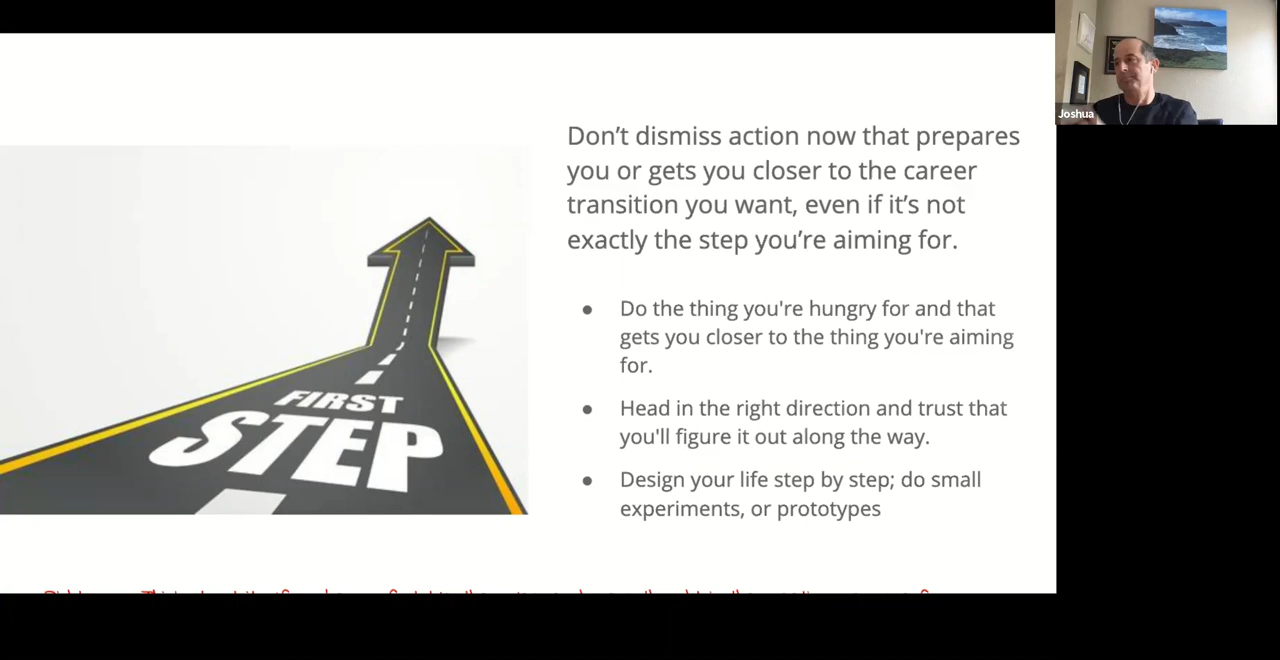 Don't dismiss action now that prepares
you or gets you closer to the career
transition you want, even if it's not
exactly the step you're aiming for.
● Do the thing you're hungry for and that
gets you closer to the thing you're aiming
for.
● Head in the right direction and trust that
you'll figure it out along the way.
● Design your life step by step; do small
experiments, or prototypes
FIRST
STEP
Joshua